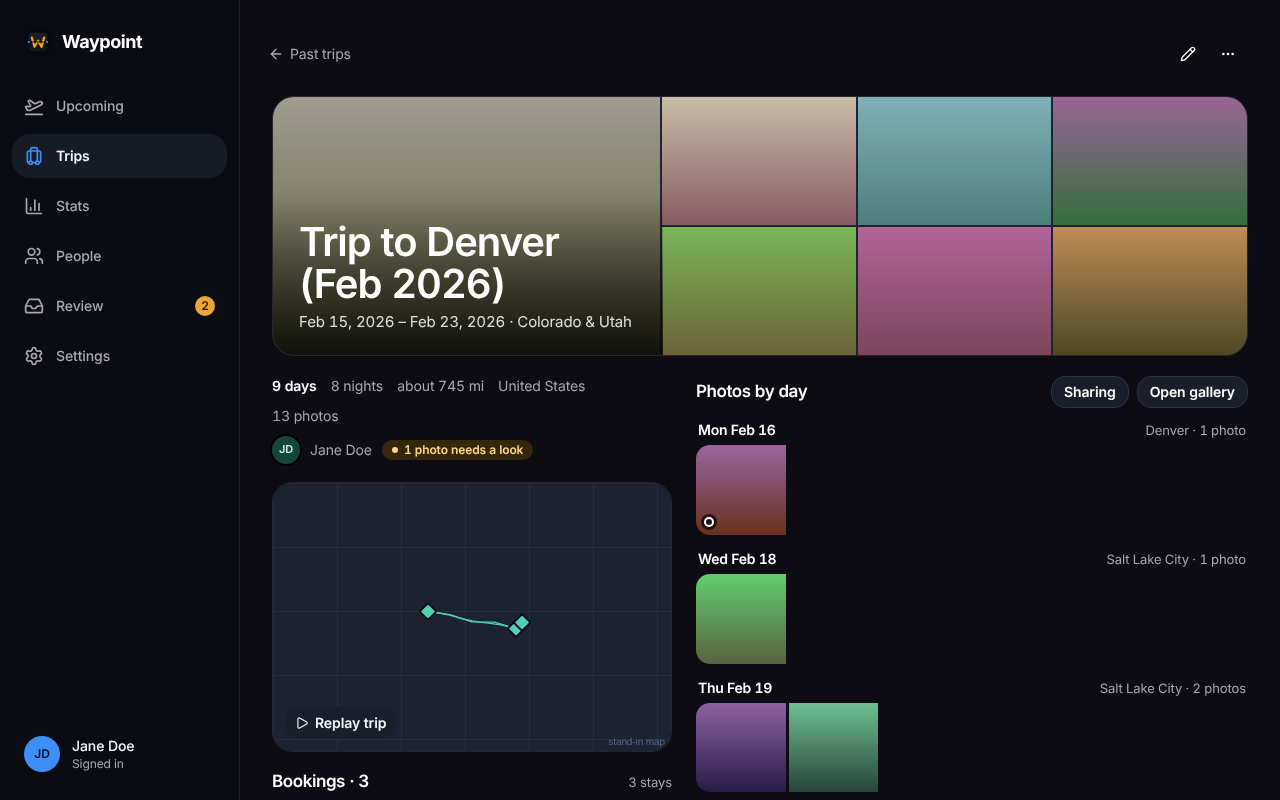 Waypoint
Upcoming
Trips
Stats
People
Review
2
Settings
JD
Jane Doe
Signed in
Past trips
Trip to Denver
(Feb 2026)
Feb 15, 2026 – Feb 23, 2026 · Colorado & Utah
9 days 8 nights about 745 mi United States
13 photos
JD Jane Doe 1 photo needs a look
Replay trip
stand-in map
Bookings · 3 3 stays
Photos by day Sharing Open gallery
Mon Feb 16 Denver · 1 photo
Wed Feb 18 Salt Lake City · 1 photo
Thu Feb 19 Salt Lake City · 2 photos